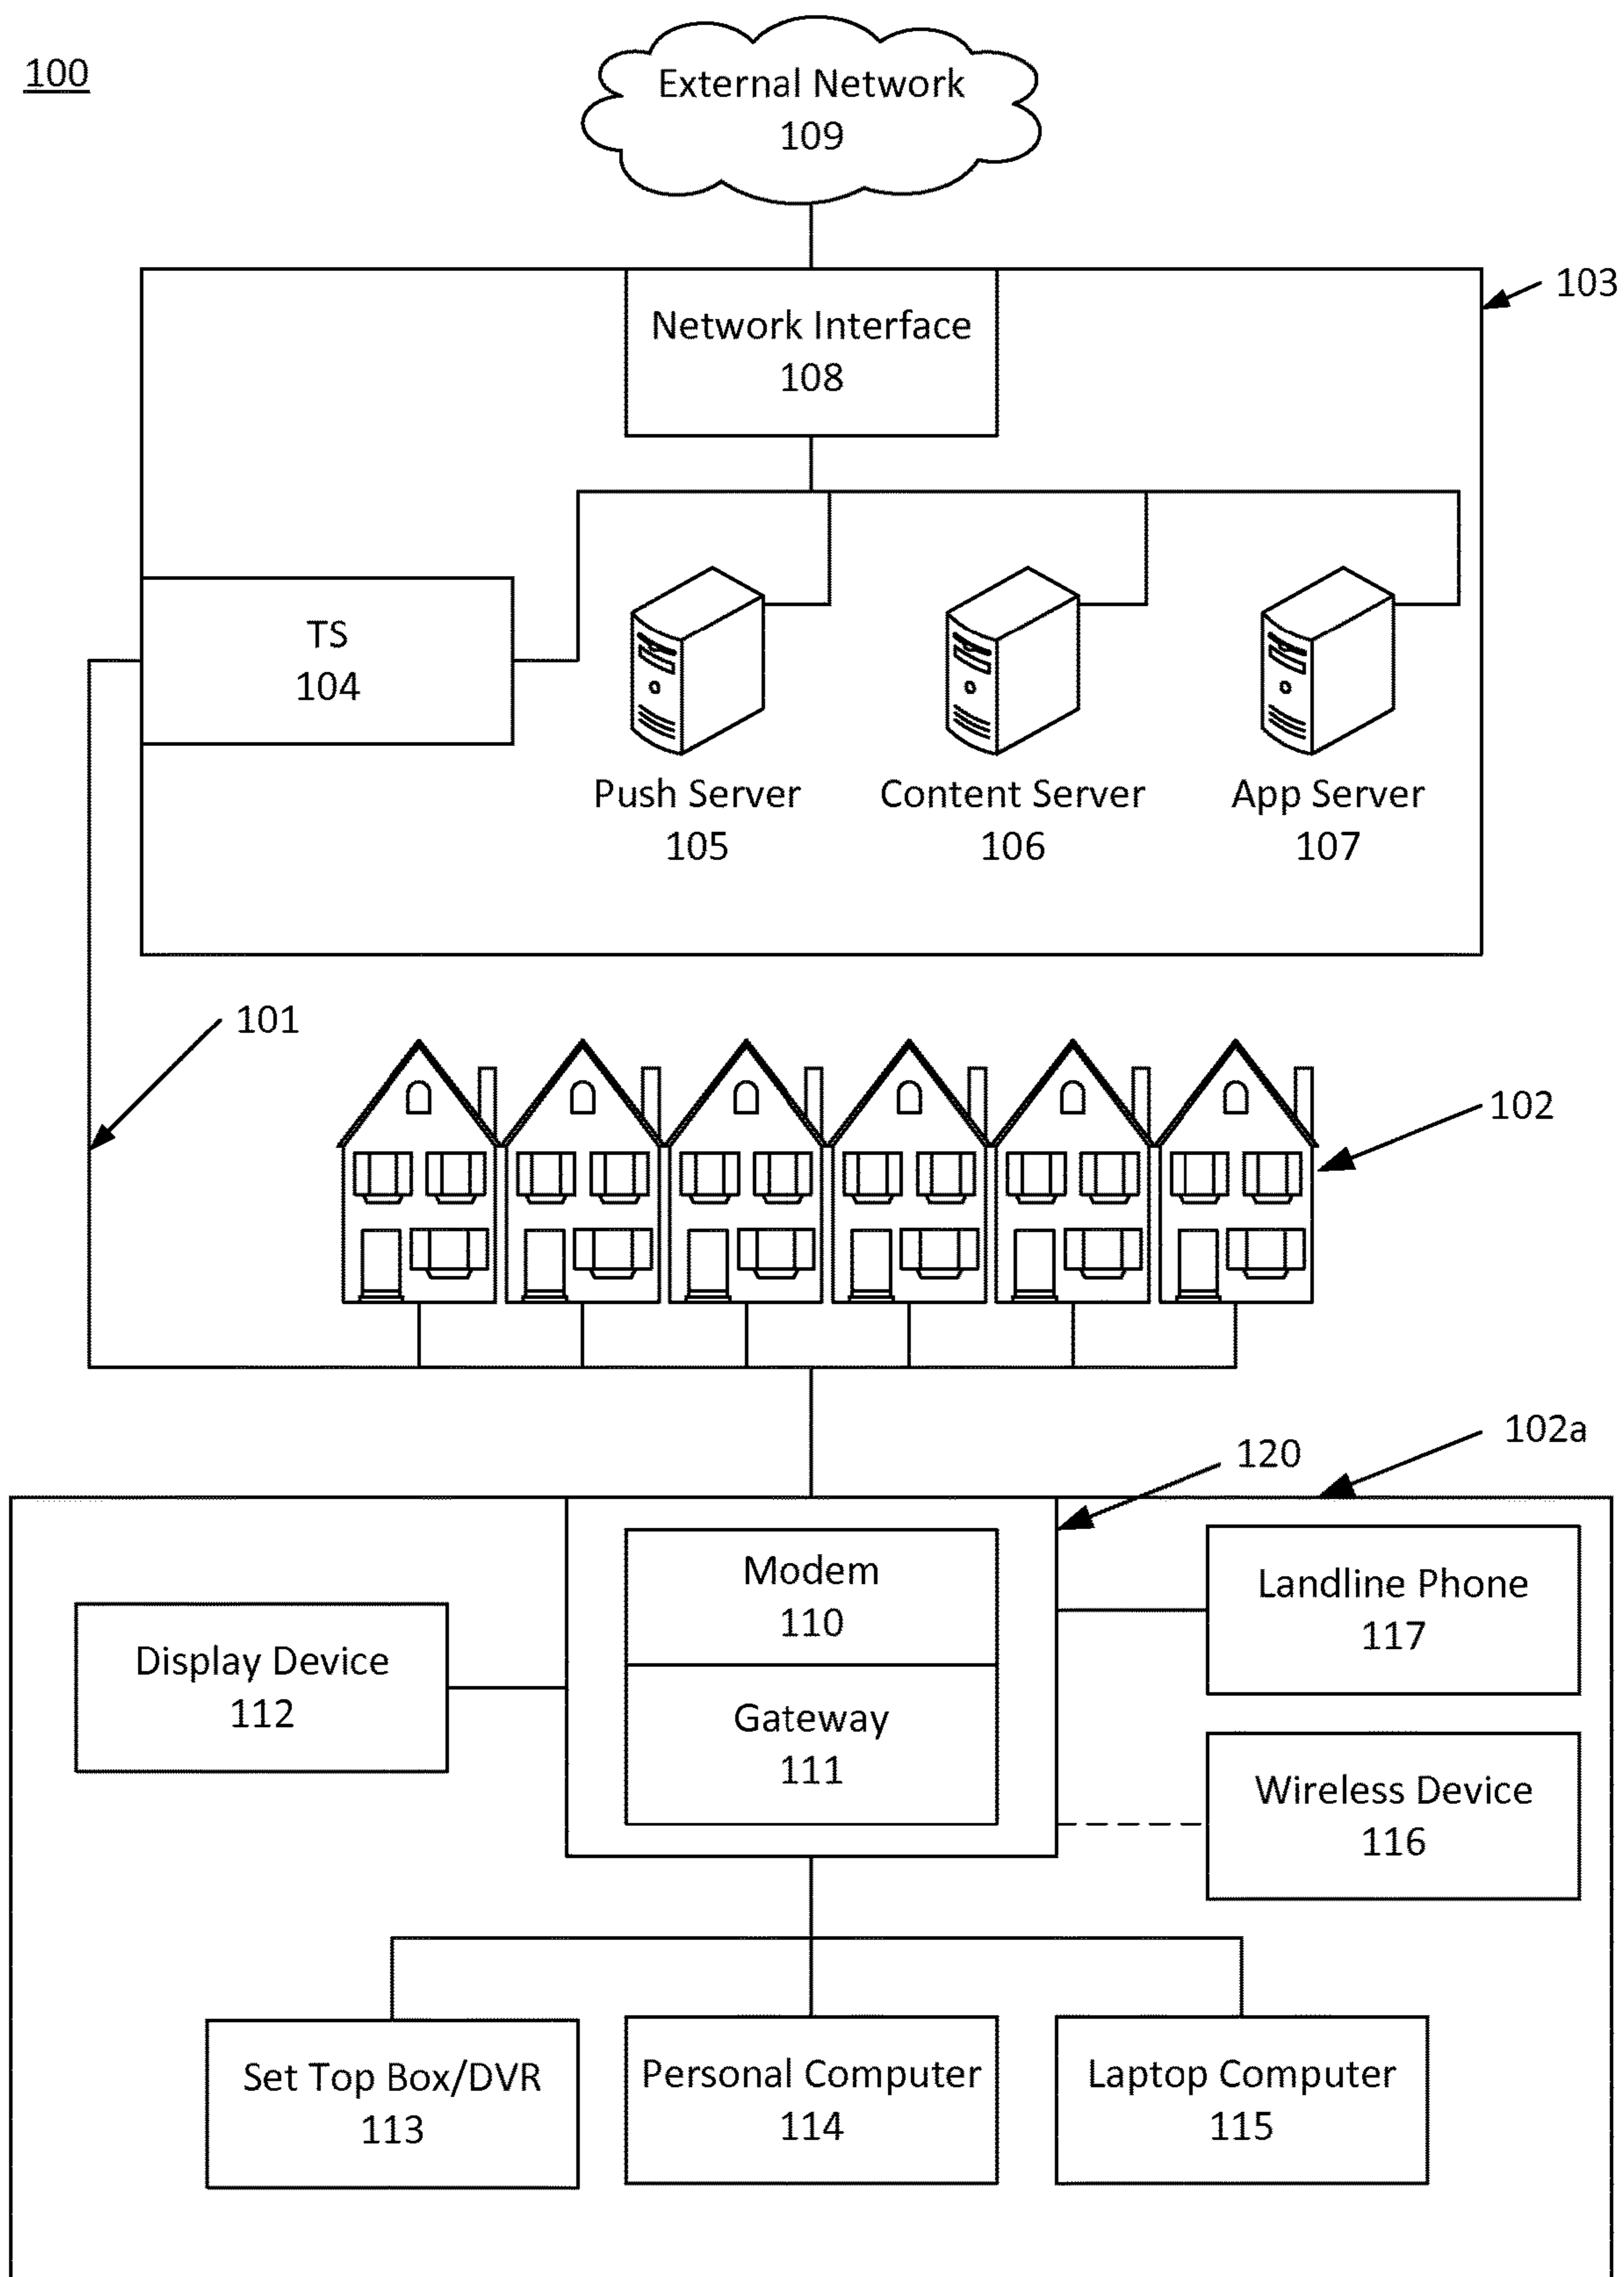 100
External Network
109
103
Network Interface
108
TS
104
Push Server
105
Content Server
106
App Server
107
101
102
102a
120
Modem
110
Gateway
111
Display Device
112
Landline Phone
117
Wireless Device
116
Set Top Box/DVR
113
Personal Computer
114
Laptop Computer
115